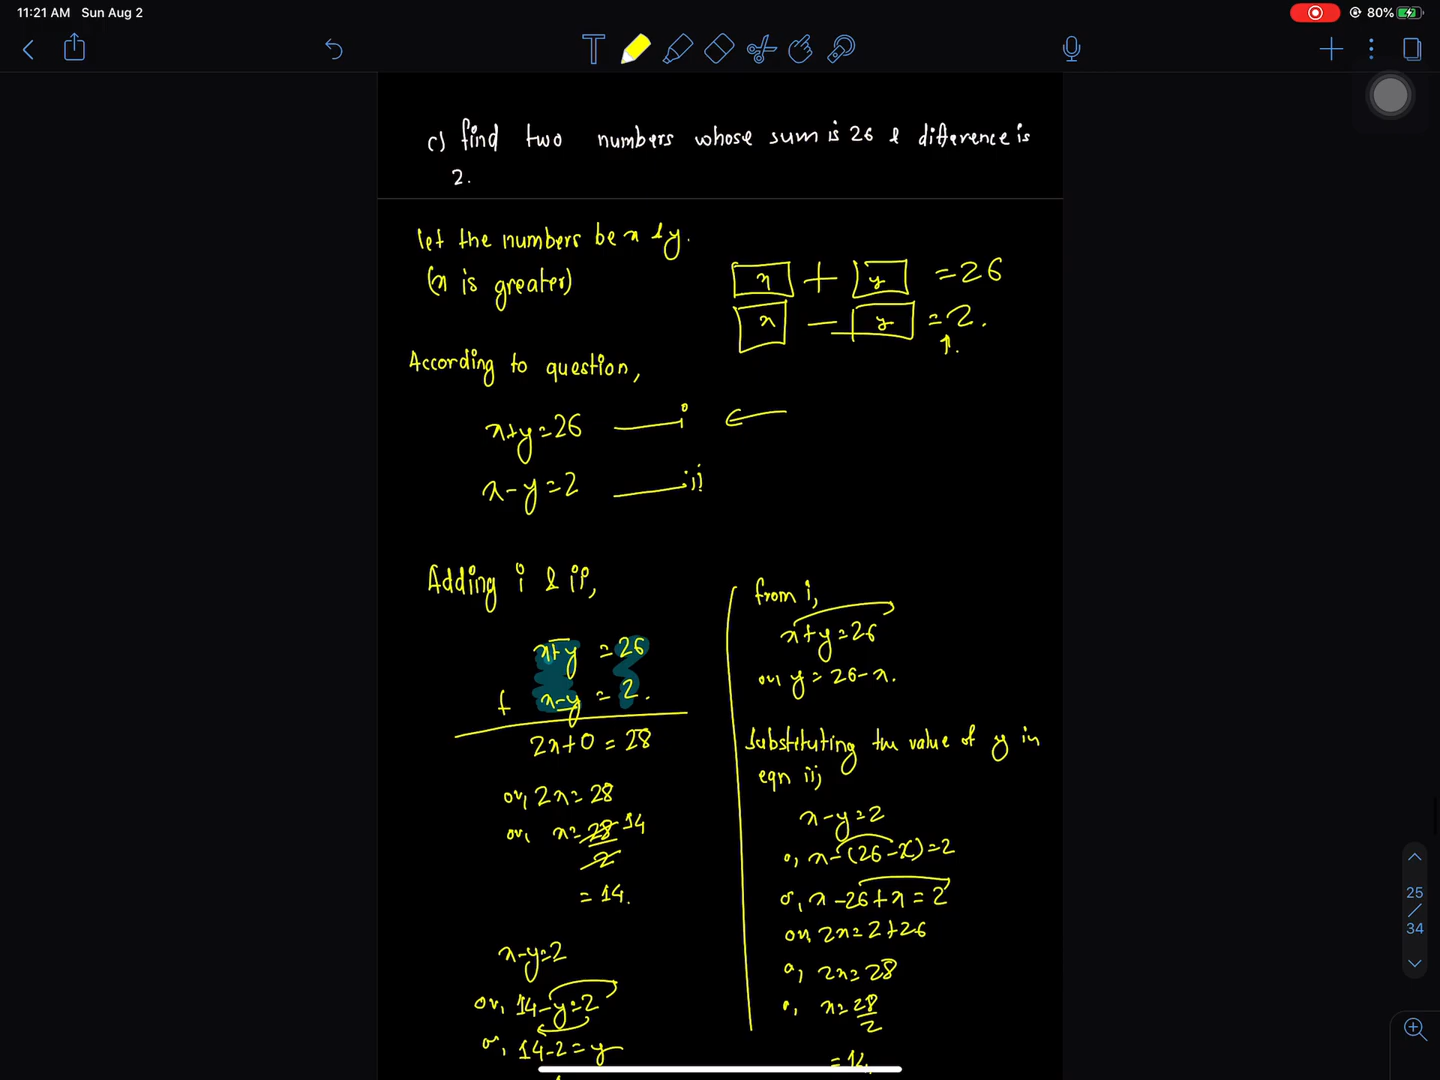 11:21 AM Sun Aug 2
80%
c) find two numbers whose sum is 26 & difference is
2.
let the numbers be x & y.
(x is greater)
x + y = 26
x - y = 2.
According to question,
x+y=26 —— i
x-y=2 —— ii
Adding i & ii,
x+y = 26
+ x-y = 2.
2x+0 = 28
or, 2x = 28
or, x = 28/2 14
= 14.
x-y=2
or, 14-y=2
or, 14-2=y
from i,
x+y=26
or, y = 26-x.
Substituting the value of y in
eqn ii,
x-y=2
o, x-(26-x)=2
o, x-26+x=2
or, 2x=2+26
o, 2x=28
o, x=28/2
=14
25
/
34